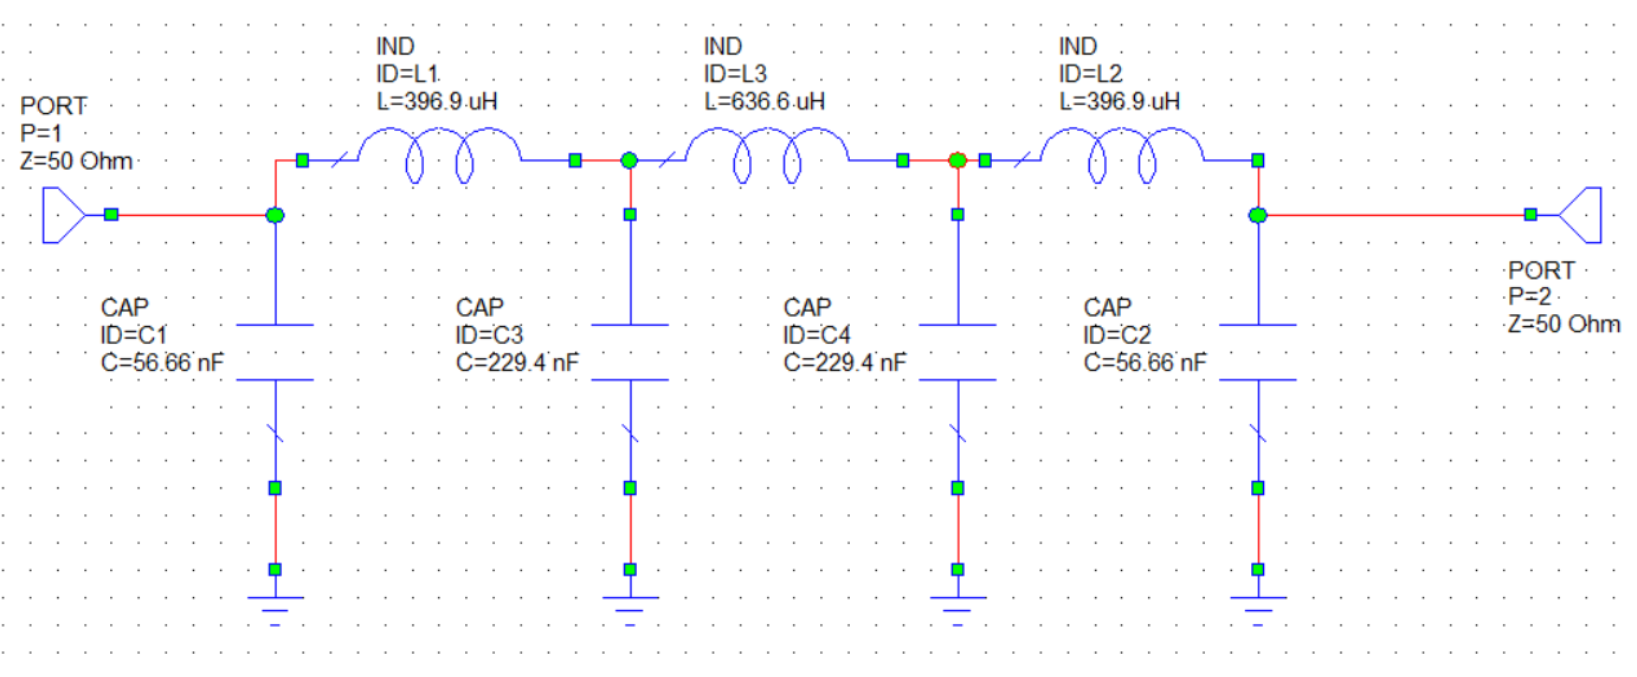 PORT
P=1
Z=50 Ohm
IND
ID=L1
L=396.9 uH
IND
ID=L3
L=636.6 uH
IND
ID=L2
L=396.9 uH
CAP
ID=C1
C=56.66 nF
CAP
ID=C3
C=229.4 nF
CAP
ID=C4
C=229.4 nF
CAP
ID=C2
C=56.66 nF
PORT
P=2
Z=50 Ohm